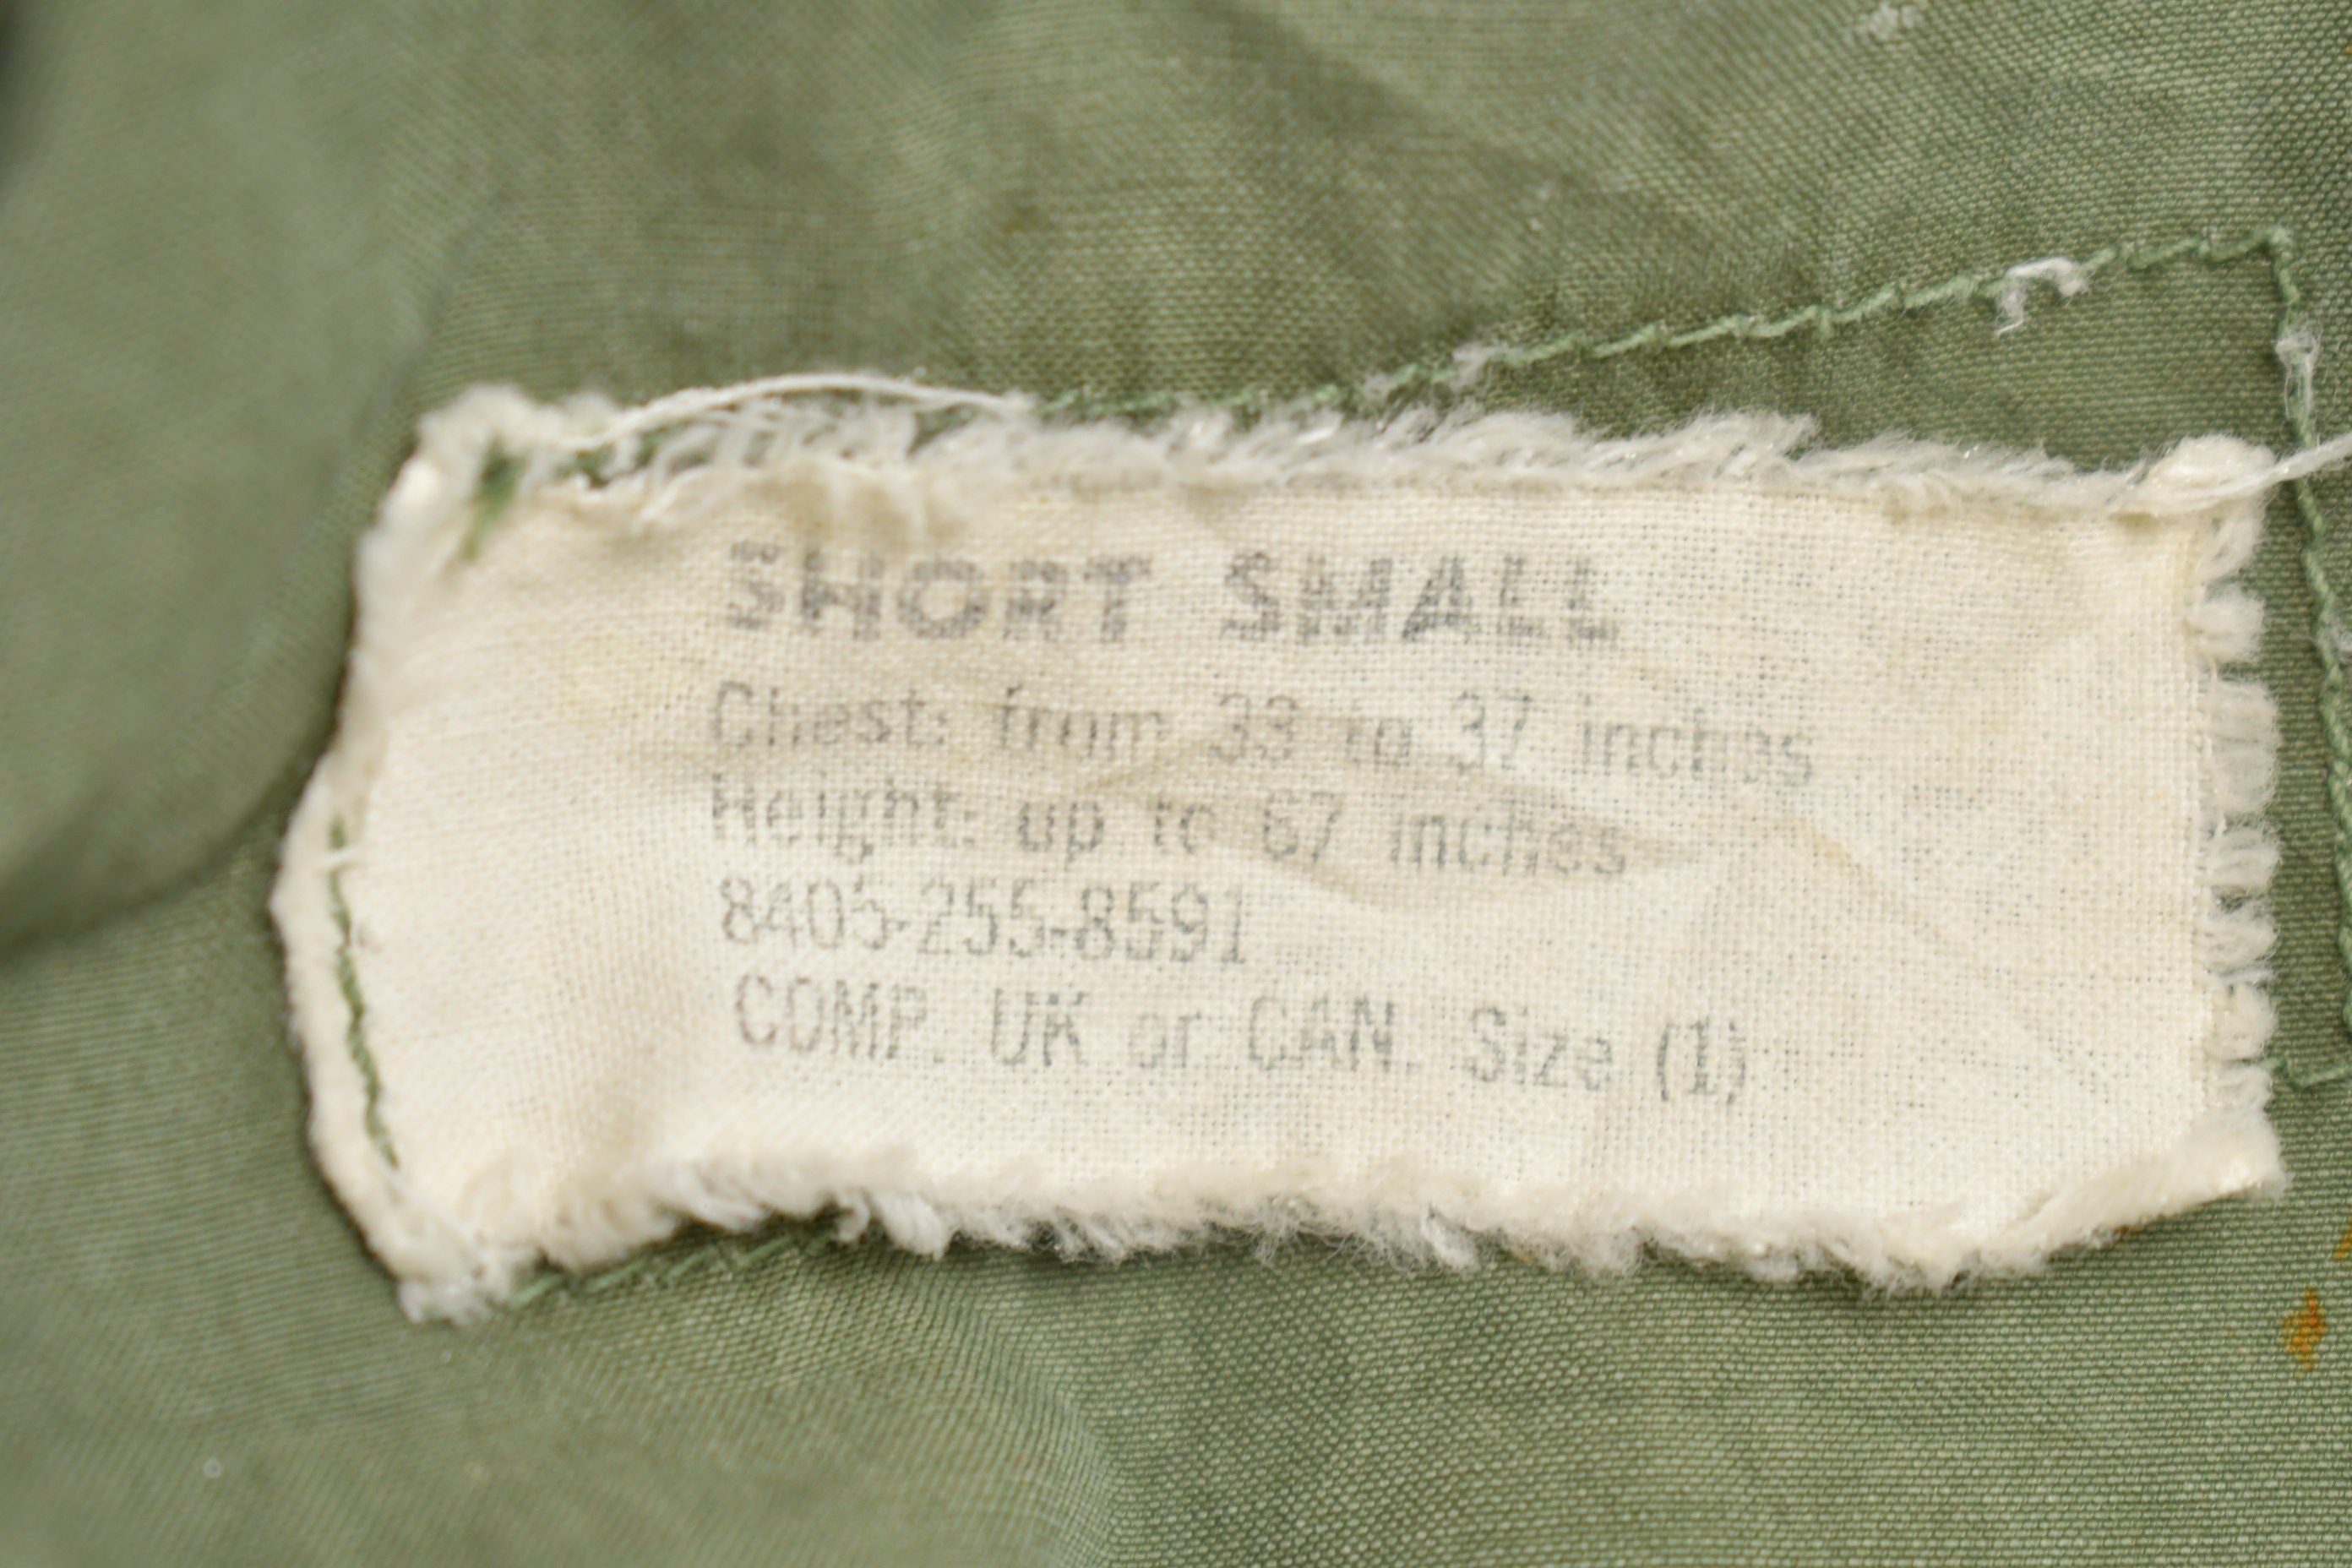 SHORT SMALL
Chest: from 33 to 37 inches
Height: up to 67 inches
8405-255-8591
COMP. UK or CAN. Size (1)